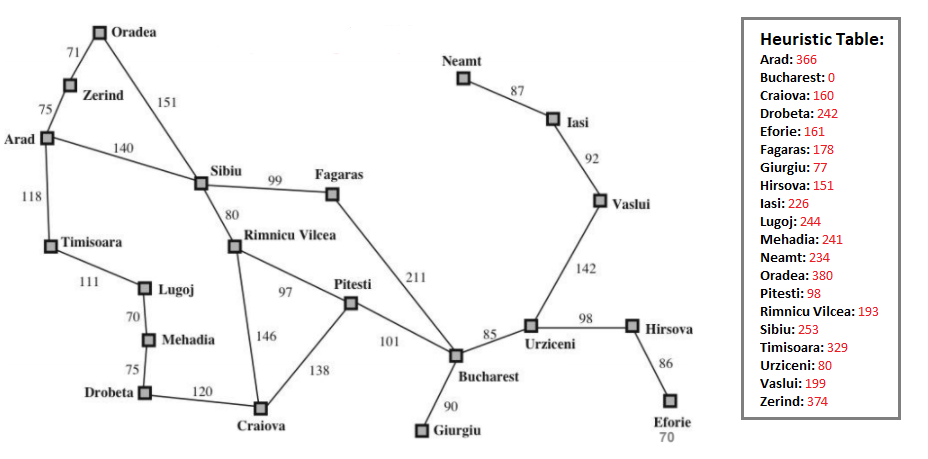 Oradea
71
Zerind
75
151
Arad
140
118
Sibiu
99
Fagaras
80
Rimnicu Vilcea
Timisoara
111
Lugoj
70
Mehadia
75
Drobeta
120
Craiova
146
97
Pitesti
138
101
211
Bucharest
90
Giurgiu
85
Urziceni
98
Hirsova
86
Eforie
70
142
Vaslui
92
Iasi
87
Neamt
Heuristic Table:
Arad: 366
Bucharest: 0
Craiova: 160
Drobeta: 242
Eforie: 161
Fagaras: 178
Giurgiu: 77
Hirsova: 151
Iasi: 226
Lugoj: 244
Mehadia: 241
Neamt: 234
Oradea: 380
Pitesti: 98
Rimnicu Vilcea: 193
Sibiu: 253
Timisoara: 329
Urziceni: 80
Vaslui: 199
Zerind: 374